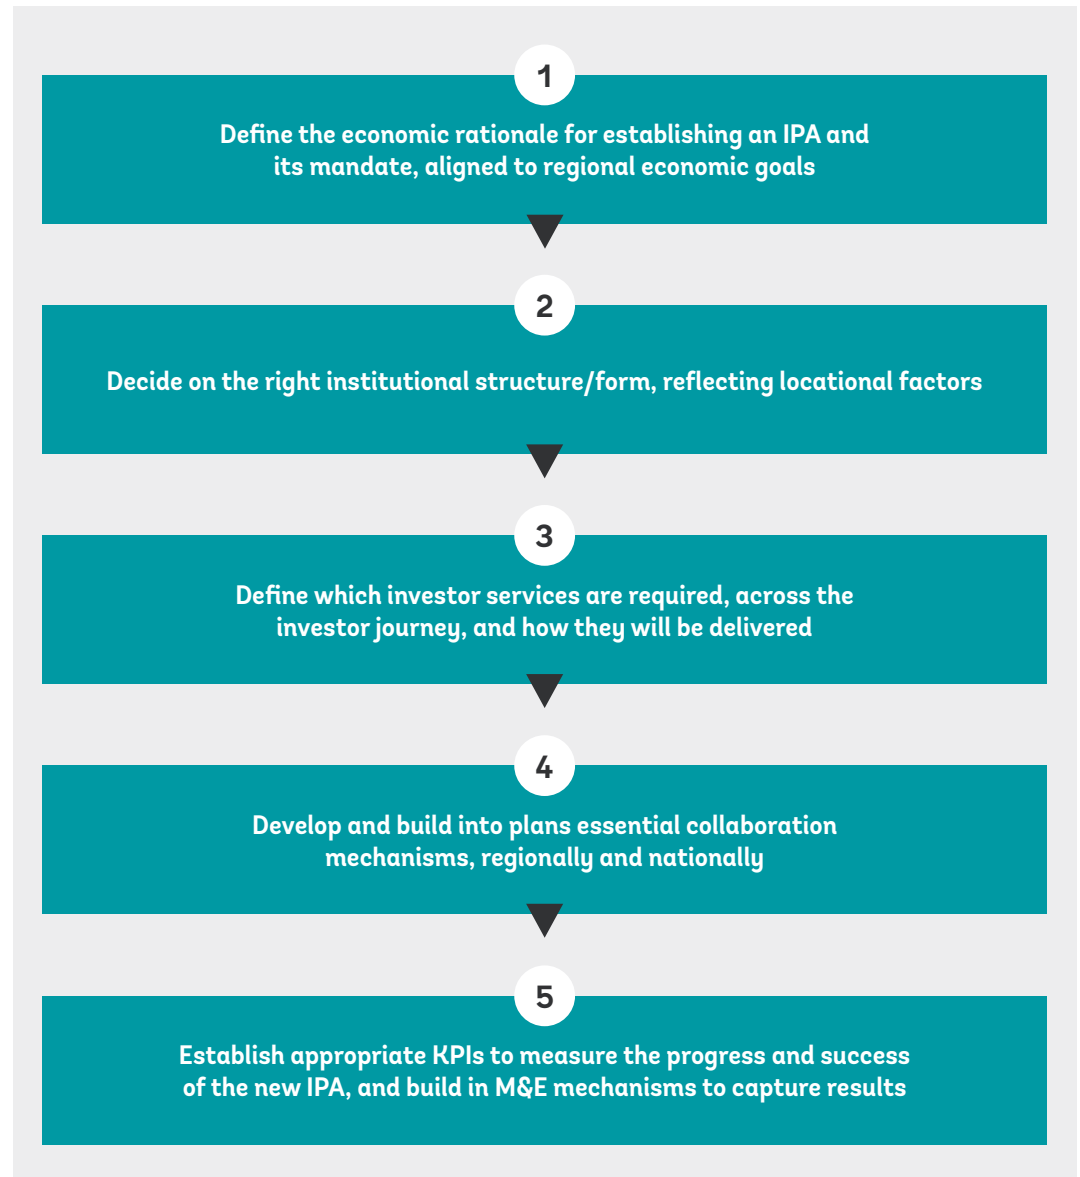 1
Define the economic rationale for establishing an IPA and
its mandate, aligned to regional economic goals
2
Decide on the right institutional structure/form, reflecting locational factors
3
Define which investor services are required, across the
investor journey, and how they will be delivered
4
Develop and build into plans essential collaboration
mechanisms, regionally and nationally
5
Establish appropriate KPIs to measure the progress and success
of the new IPA, and build in M&E mechanisms to capture results